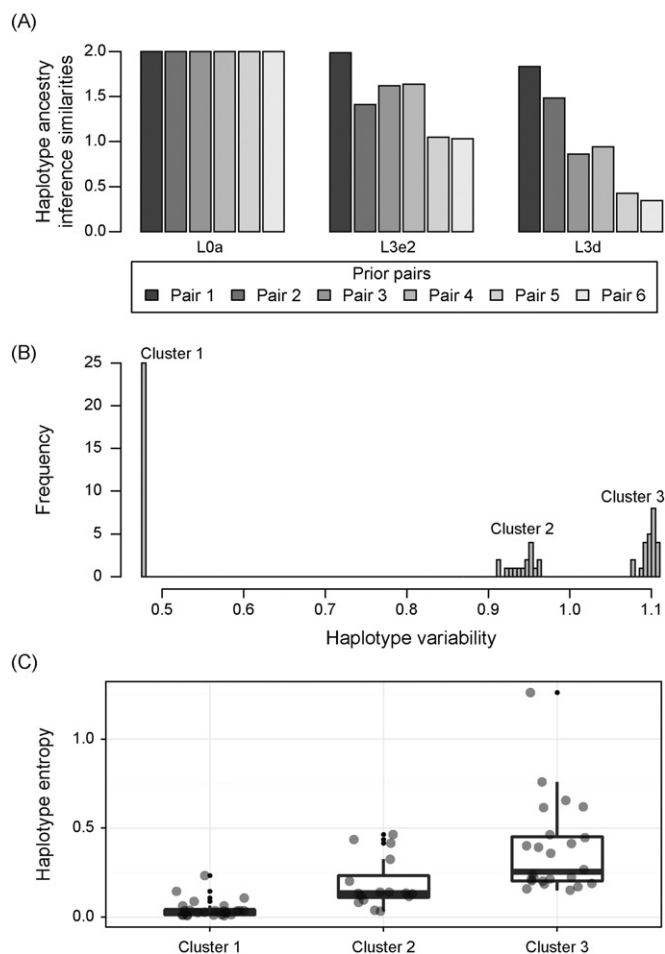 (A)
Haplotype ancestry
inference similarities
2.0
1.5
1.0
0.5
0.0
L0a L3e2 L3d
Prior pairs
Pair 1 Pair 2 Pair 3 Pair 4 Pair 5 Pair 6
(B)
Frequency
25
20
15
10
5
0
Cluster 1
Cluster 2
Cluster 3
0.5 0.6 0.7 0.8 0.9 1.0 1.1
Haplotype variability
(C)
Haplotype entropy
1.0
0.5
0.0
Cluster 1 Cluster 2 Cluster 3